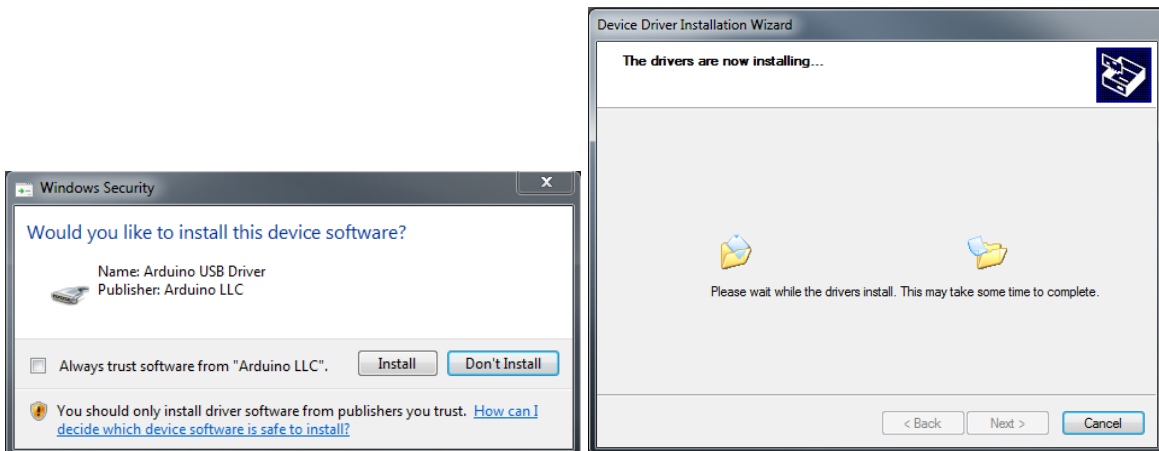 Windows Security
x
Would you like to install this device software?
Name: Arduino USB Driver
Publisher: Arduino LLC
Always trust software from "Arduino LLC".
Install
Don't Install
You should only install driver software from publishers you trust. How can I
decide which device software is safe to install?
Device Driver Installation Wizard
The drivers are now installing...
Please wait while the drivers install. This may take some time to complete.
< Back
Next >
Cancel